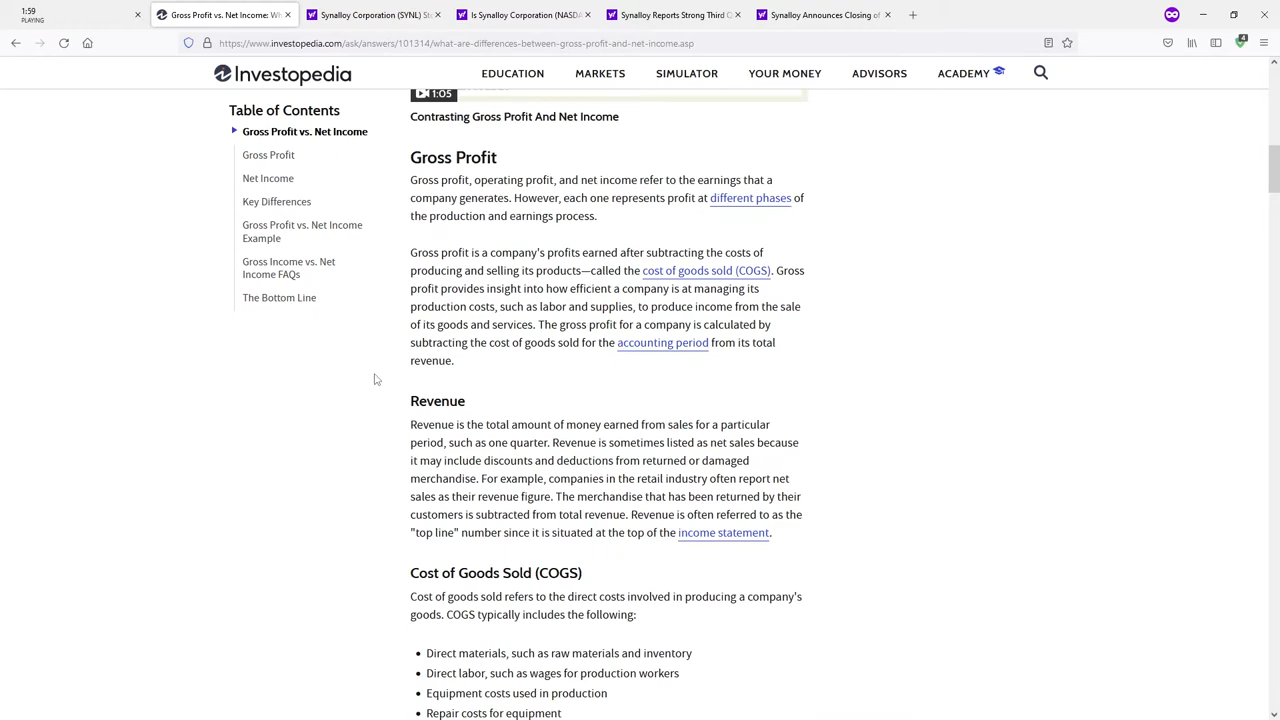 1:59
PLAYING
Gross Profit vs. Net Income: Wh
Synalloy Corporation (SYNL) St
Is Synalloy Corporation (NASDA
Synalloy Reports Strong Third Q
Synalloy Announces Closing of
https://www.investopedia.com/ask/answers/101314/what-are-differences-between-gross-profit-and-net-income.asp
4
Investopedia
EDUCATION
MARKETS
SIMULATOR
YOUR MONEY
ADVISORS
ACADEMY
Table of Contents
Gross Profit vs. Net Income
Gross Profit
Net Income
Key Differences
Gross Profit vs. Net Income
Example
Gross Income vs. Net
Income FAQs
The Bottom Line
1:05
Contrasting Gross Profit And Net Income
Gross Profit
Gross profit, operating profit, and net income refer to the earnings that a
company generates. However, each one represents profit at different phases of
the production and earnings process.
Gross profit is a company's profits earned after subtracting the costs of
producing and selling its products—called the cost of goods sold (COGS). Gross
profit provides insight into how efficient a company is at managing its
production costs, such as labor and supplies, to produce income from the sale
of its goods and services. The gross profit for a company is calculated by
subtracting the cost of goods sold for the accounting period from its total
revenue.
Revenue
Revenue is the total amount of money earned from sales for a particular
period, such as one quarter. Revenue is sometimes listed as net sales because
it may include discounts and deductions from returned or damaged
merchandise. For example, companies in the retail industry often report net
sales as their revenue figure. The merchandise that has been returned by their
customers is subtracted from total revenue. Revenue is often referred to as the
"top line" number since it is situated at the top of the income statement.
Cost of Goods Sold (COGS)
Cost of goods sold refers to the direct costs involved in producing a company's
goods. COGS typically includes the following:
Direct materials, such as raw materials and inventory
Direct labor, such as wages for production workers
Equipment costs used in production
Repair costs for equipment